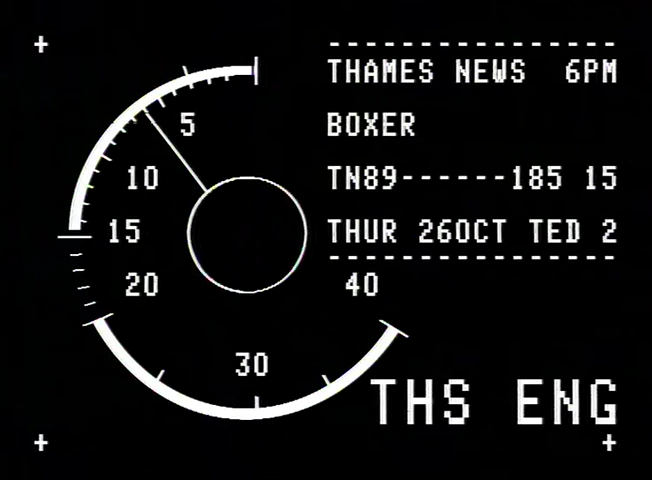 ----------------
THAMES NEWS  6PM
BOXER
TN89------185 15
THUR 26OCT TED 2
----------------
5
10
15
20
30
40
THS ENG